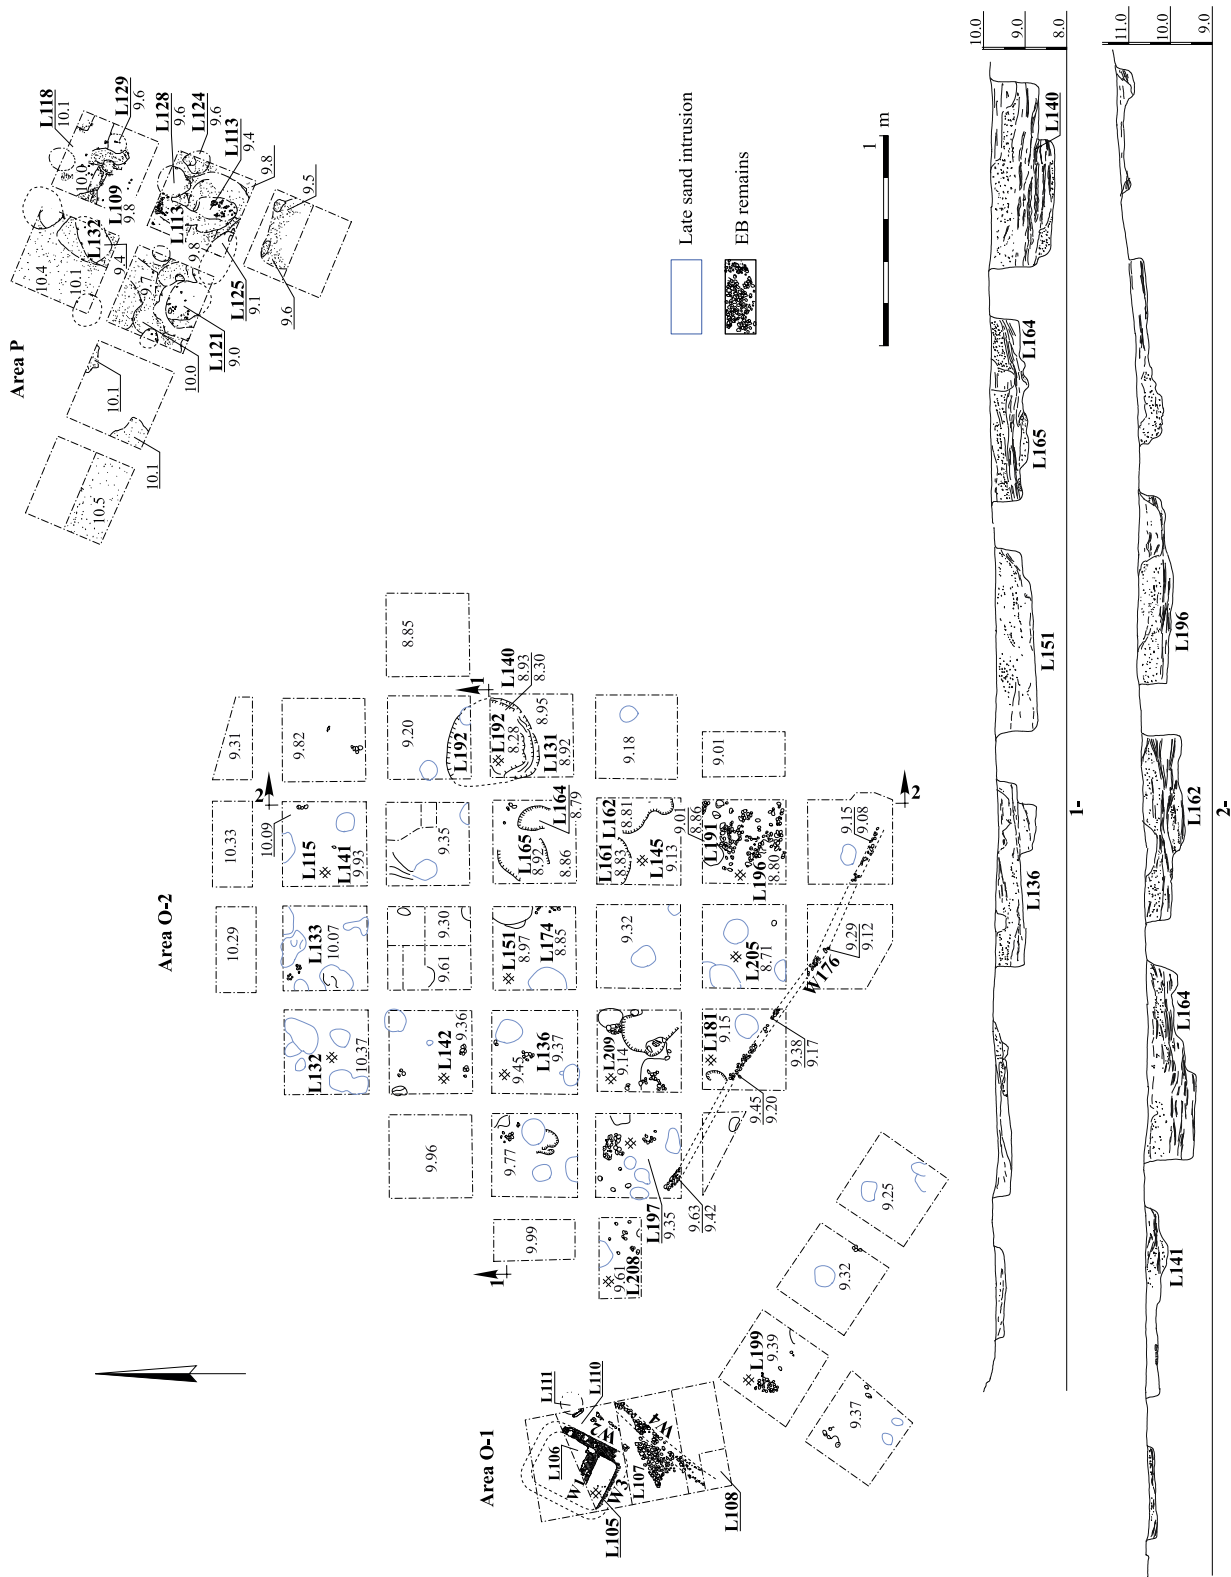 Area P
L118
10.1
L129
9.6
L128
9.6
L124
9.6
L113
9.4
10.0
L109
9.8
L132
9.4
10.4
10.1
L113
9.8
9.8
9.7
L125
9.1
L121
9.0
10.0
9.5
9.6
10.1
10.1
10.5
Late sand intrusion
EB remains
1 m
Area O-2
9.31
10.33
10.29
2
9.82
10.09
L115
L141
9.93
L133
10.07
L132
10.37
8.85
9.20
L192
9.35
9.30
9.61
L142
9.36
9.96
1
L140
8.93
8.30
L192
8.28
8.95
L131
8.92
L164
8.79
L165
8.92
8.86
L151
8.97
L174
8.85
9.45
L136
9.37
9.77
9.99
1
9.18
L162
8.81
L161
8.83
L145
9.13
9.32
L209
9.14
L197
9.35
9.61
L208
9.01
9.01
8.86
L191
L196
8.80
L205
8.71
L181
9.15
9.38
9.17
9.45
9.20
9.63
9.42
2
9.15
9.08
9.29
9.12
W176
9.25
9.32
L199
9.39
9.37
Area O-1
L111
L110
L106
W2
W1
W3
W4
L107
L105
L108
10.0
9.0
8.0
L140
L164
L165
L151
L136
1-
11.0
10.0
9.0
L196
L162
L164
L141
2-